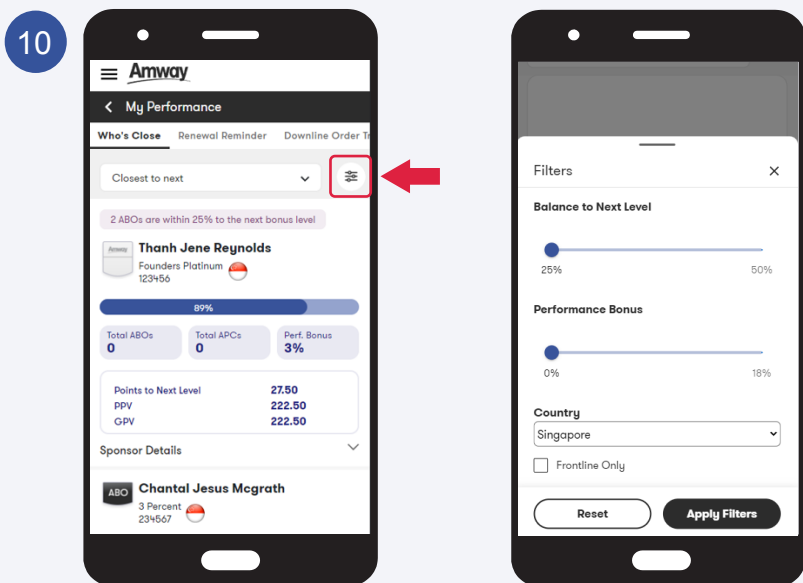 10
Amway
My Performance
Who's Close Renewal Reminder Downline Order Tr
Closest to next
2 ABOs are within 25% to the next bonus level
Amway
Thanh Jene Reynolds
Founders Platinum
123456
89%
Total ABOs Total APCs Perf. Bonus
0 0 3%
Points to Next Level 27.50
PPV 222.50
GPV 222.50
Sponsor Details
ABO
Chantal Jesus Mcgrath
3 Percent
234567
Filters
Balance to Next Level
25% 50%
Performance Bonus
0% 18%
Country
Singapore
Frontline Only
Reset Apply Filters